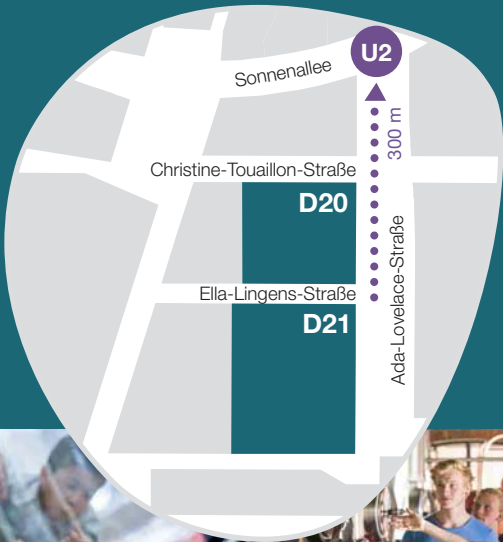 U2
Sonnenallee
300 m
Christine-Touaillon-Straße
D20
Ada-Lovelace-Straße
Ella-Lingens-Straße
D21